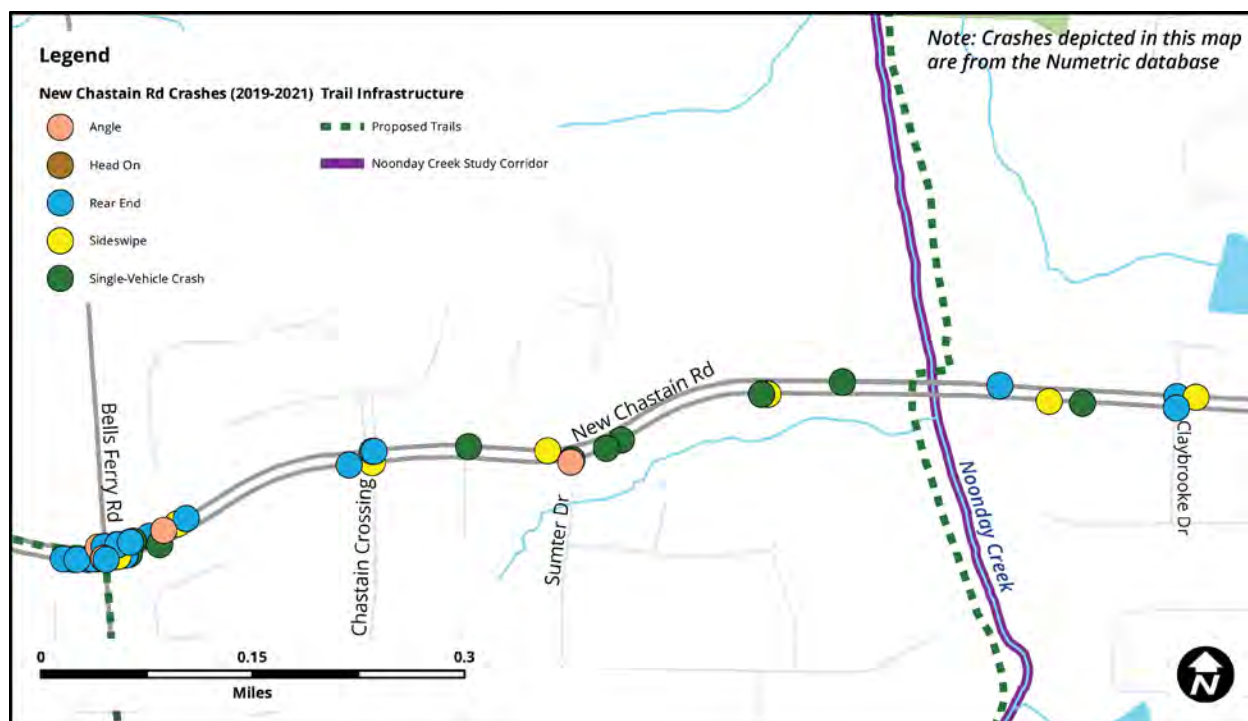 Note: Crashes depicted in this map
are from the Numetric database
Legend
New Chastain Rd Crashes (2019-2021)
Angle
Head On
Rear End
Sideswipe
Single-Vehicle Crash
Trail Infrastructure
Proposed Trails
Noonday Creek Study Corridor
Bells Ferry Rd
Chastain Crossing
Sumter Dr
New Chastain Rd
Noonday Creek
Claybrooke Dr
0 0.15 0.3
Miles
N